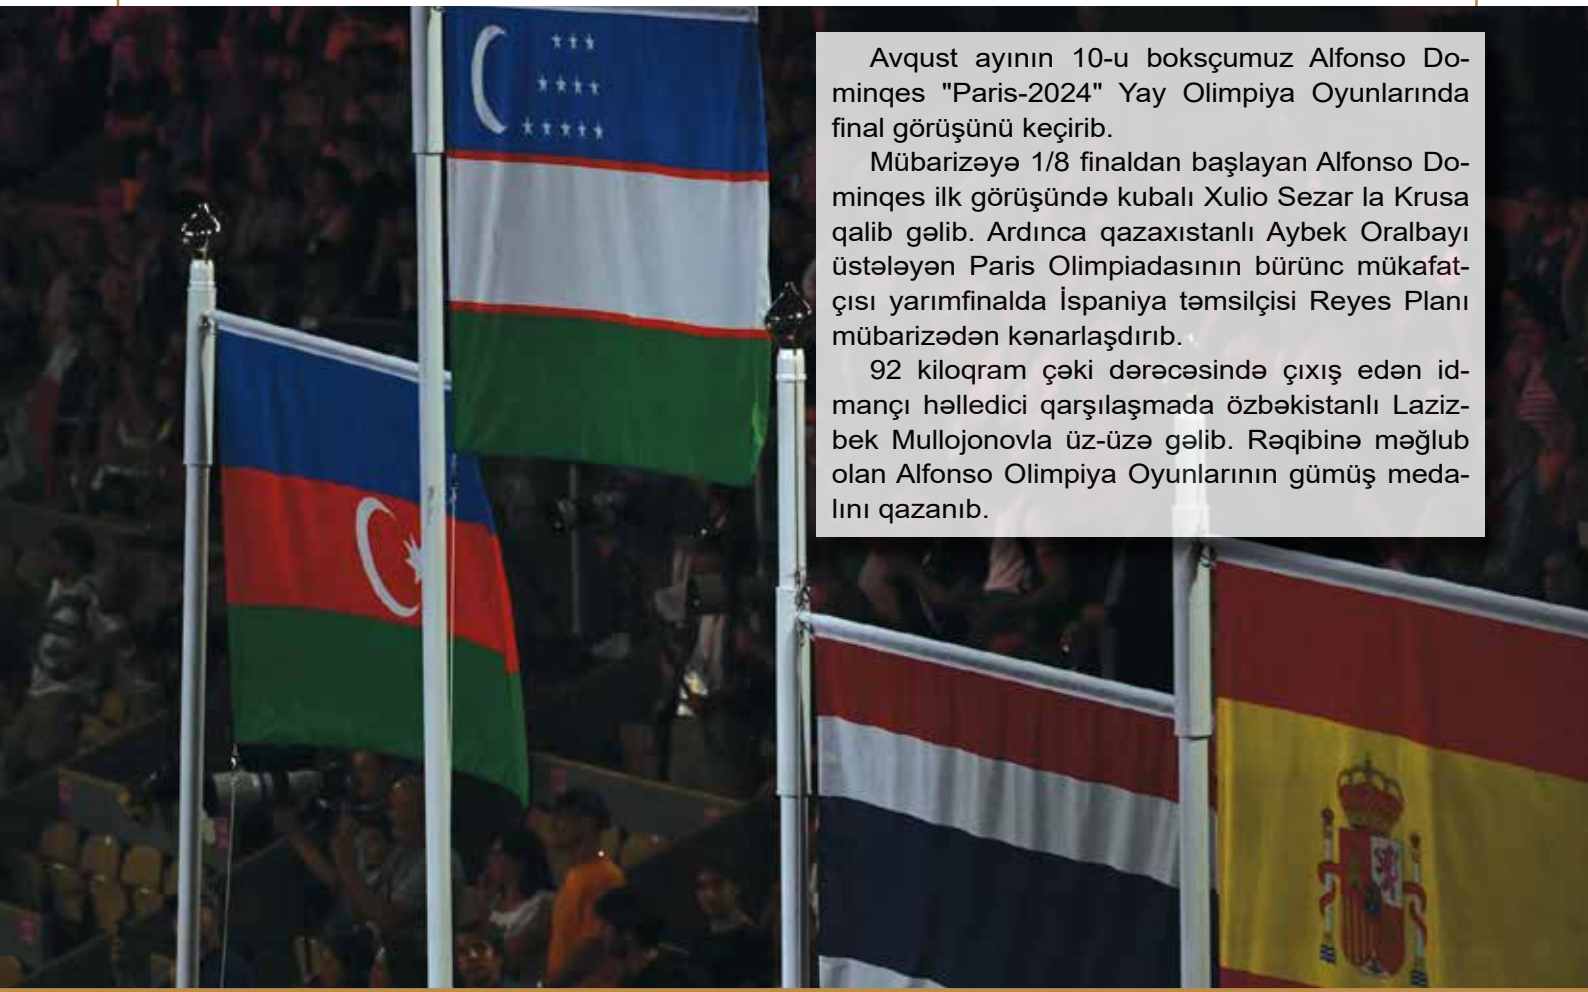 Avqust ayının 10-u boksçumuz Alfonso Do-
minqes "Paris-2024" Yay Olimpiya Oyunlarında
final görüşünü keçirib.
Mübarizəyə 1/8 finaldan başlayan Alfonso Do-
minqes ilk görüşündə kubalı Xulio Sezar la Krusa
qalib gəlib. Ardınca qazaxıstanlı Aybek Oralbayı
üstələyən Paris Olimpiadasının bürünc mükafat-
çısı yarımfinalda İspaniya təmsilçisi Reyes Planı
mübarizədən kənarlaşdırıb.
92 kiloqram çəki dərəcəsində çıxış edən id-
mançı həlledici qarşılaşmada özbəkistanlı Laziz-
bek Mullojonovla üz-üzə gəlib. Rəqibinə məğlub
olan Alfonso Olimpiya Oyunlarının gümüş meda-
lını qazanıb.